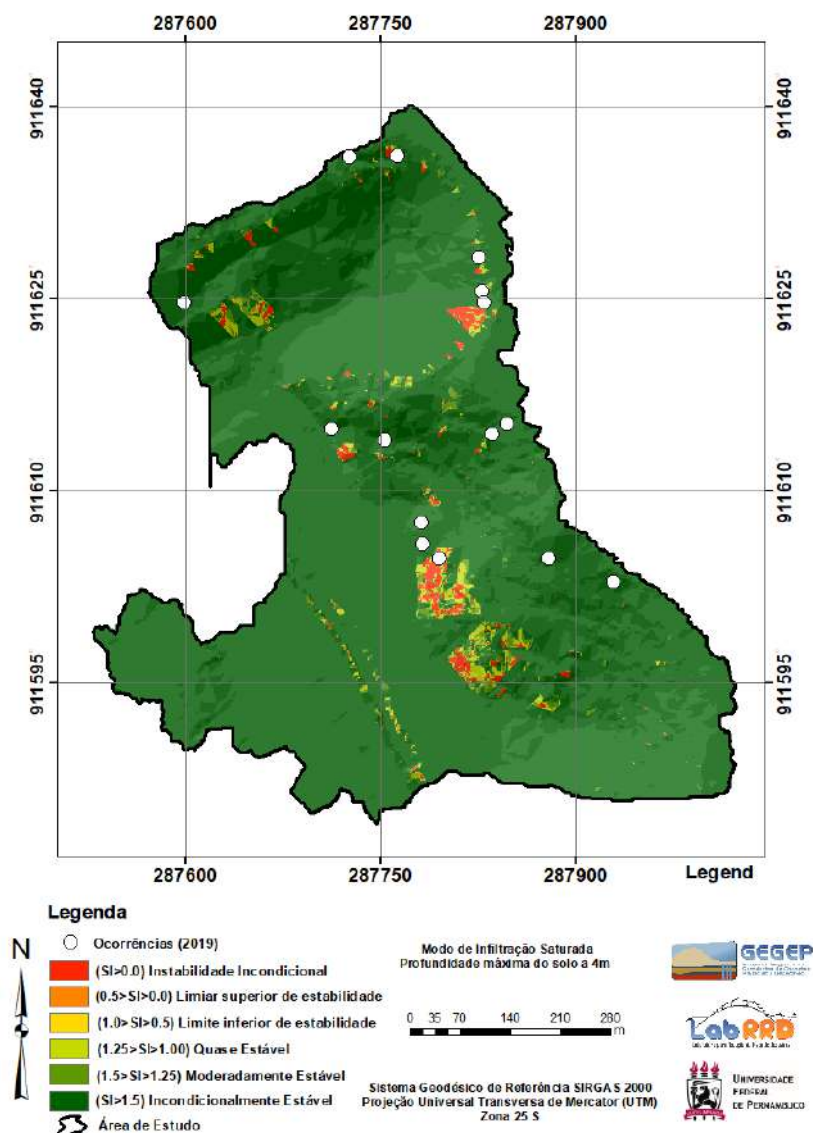 287600 287750 287900
911640 911640
911625 911625
911610 911610
911595 911595
287600 287750 287900 Legend
Legenda
N
Ocorrências (2019)
(SI>0.0) Instabilidade Incondicional
(0.5>SI>0.0) Limiar superior de estabilidade
(1.0>SI>0.5) Limite inferior de estabilidade
(1.25>SI>1.00) Quase Estável
(1.5>SI>1.25) Moderadamente Estável
(SI>1.5) Incondicionalmente Estável
Área de Estudo
Modo de Infiltração Saturada
Profundidade máxima do solo a 4m
0 35 70 140 210 280
m
Sistema Geodésico de Referência SIRGAS 2000
Projeção Universal Transversa de Mercator (UTM)
Zona 25 S
GEGEP
LabRRD
UNIVERSIDADE
FEDERAL
DE PERNAMBUCO